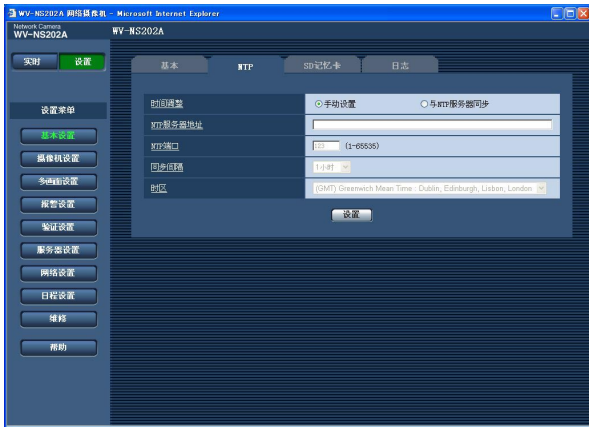 WV-NS202A 网络摄像机 - Microsoft Internet Explorer
Network Camera
WV-NS202A
WV-NS202A
实时 设置
基本 NTP SD记忆卡 日志
设置菜单
基本设置
摄像机设置
多画面设置
报警设置
验证设置
服务器设置
网络设置
日程设置
维修
帮助
时间调整 手动设置 与NTP服务器同步
NTP服务器地址
NTP端口 123 (1-65535)
同步间隔 1小时
时区 (GMT) Greenwich Mean Time : Dublin, Edinburgh, Lisbon, London
设置